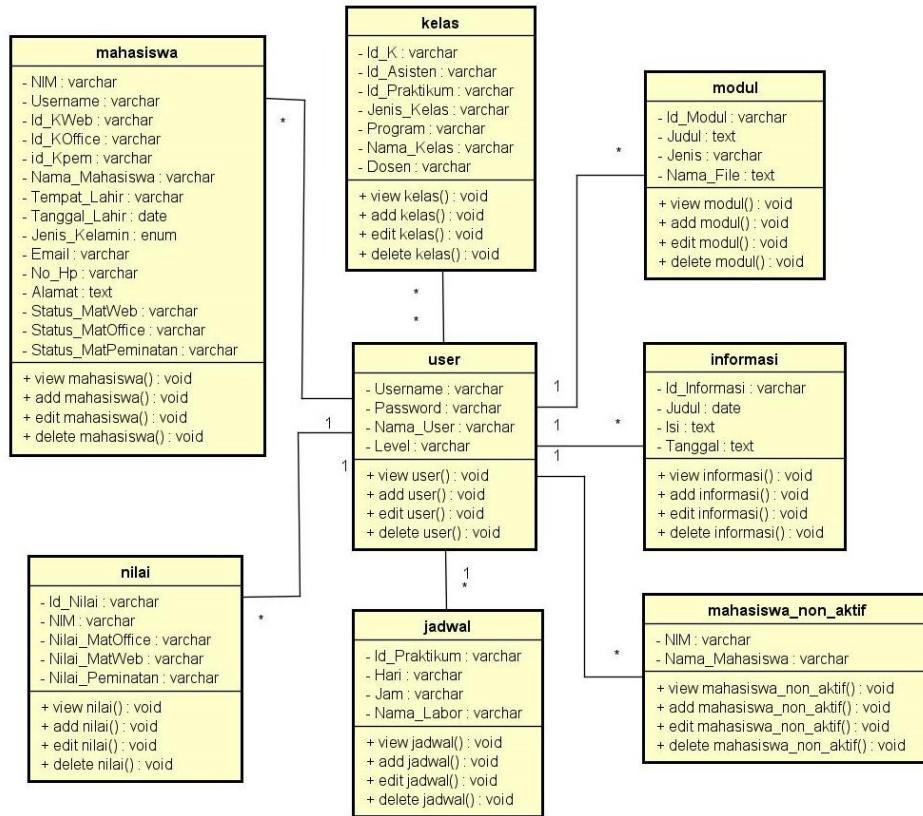 mahasiswa
- NIM : varchar
- Username : varchar
- Id_KWeb : varchar
- Id_KOffice : varchar
- id_Kpem : varchar
- Nama_Mahasiswa : varchar
- Tempat_Lahir : varchar
- Tanggal_Lahir : date
- Jenis_Kelamin : enum
- Email : varchar
- No_Hp : varchar
- Alamat : text
- Status_MatWeb : varchar
- Status_MatOffice : varchar
- Status_MatPeminatan : varchar
+ view mahasiswa() : void
+ add mahasiswa() : void
+ edit mahasiswa() : void
+ delete mahasiswa() : void
*
kelas
- Id_K : varchar
- Id_Asisten : varchar
- Id_Praktikum : varchar
- Jenis_Kelas : varchar
- Program : varchar
- Nama_Kelas : varchar
- Dosen : varchar
+ view kelas() : void
+ add kelas() : void
+ edit kelas() : void
+ delete kelas() : void
*
*
modul
- Id_Modul : varchar
- Judul : text
- Jenis : varchar
- Nama_File : text
+ view modul() : void
+ add modul() : void
+ edit modul() : void
+ delete modul() : void
*
user
- Username : varchar
- Password : varchar
- Nama_User : varchar
- Level : varchar
+ view user() : void
+ add user() : void
+ edit user() : void
+ delete user() : void
1
1
1
1
1
1
*
informasi
- Id_Informasi : varchar
- Judul : date
- Isi : text
- Tanggal : text
+ view informasi() : void
+ add informasi() : void
+ edit informasi() : void
+ delete informasi() : void
nilai
- Id_Nilai : varchar
- NIM : varchar
- Nilai_MatOffice : varchar
- Nilai_MatWeb : varchar
- Nilai_Peminatan : varchar
+ view nilai() : void
+ add nilai() : void
+ edit nilai() : void
+ delete nilai() : void
*
*
jadwal
- Id_Praktikum : varchar
- Hari : varchar
- Jam : varchar
- Nama_Labor : varchar
+ view jadwal() : void
+ add jadwal() : void
+ edit jadwal() : void
+ delete jadwal() : void
*
mahasiswa_non_aktif
- NIM : varchar
- Nama_Mahasiswa : varchar
+ view mahasiswa_non_aktif() : void
+ add mahasiswa_non_aktif() : void
+ edit mahasiswa_non_aktif() : void
+ delete mahasiswa_non_aktif() : void